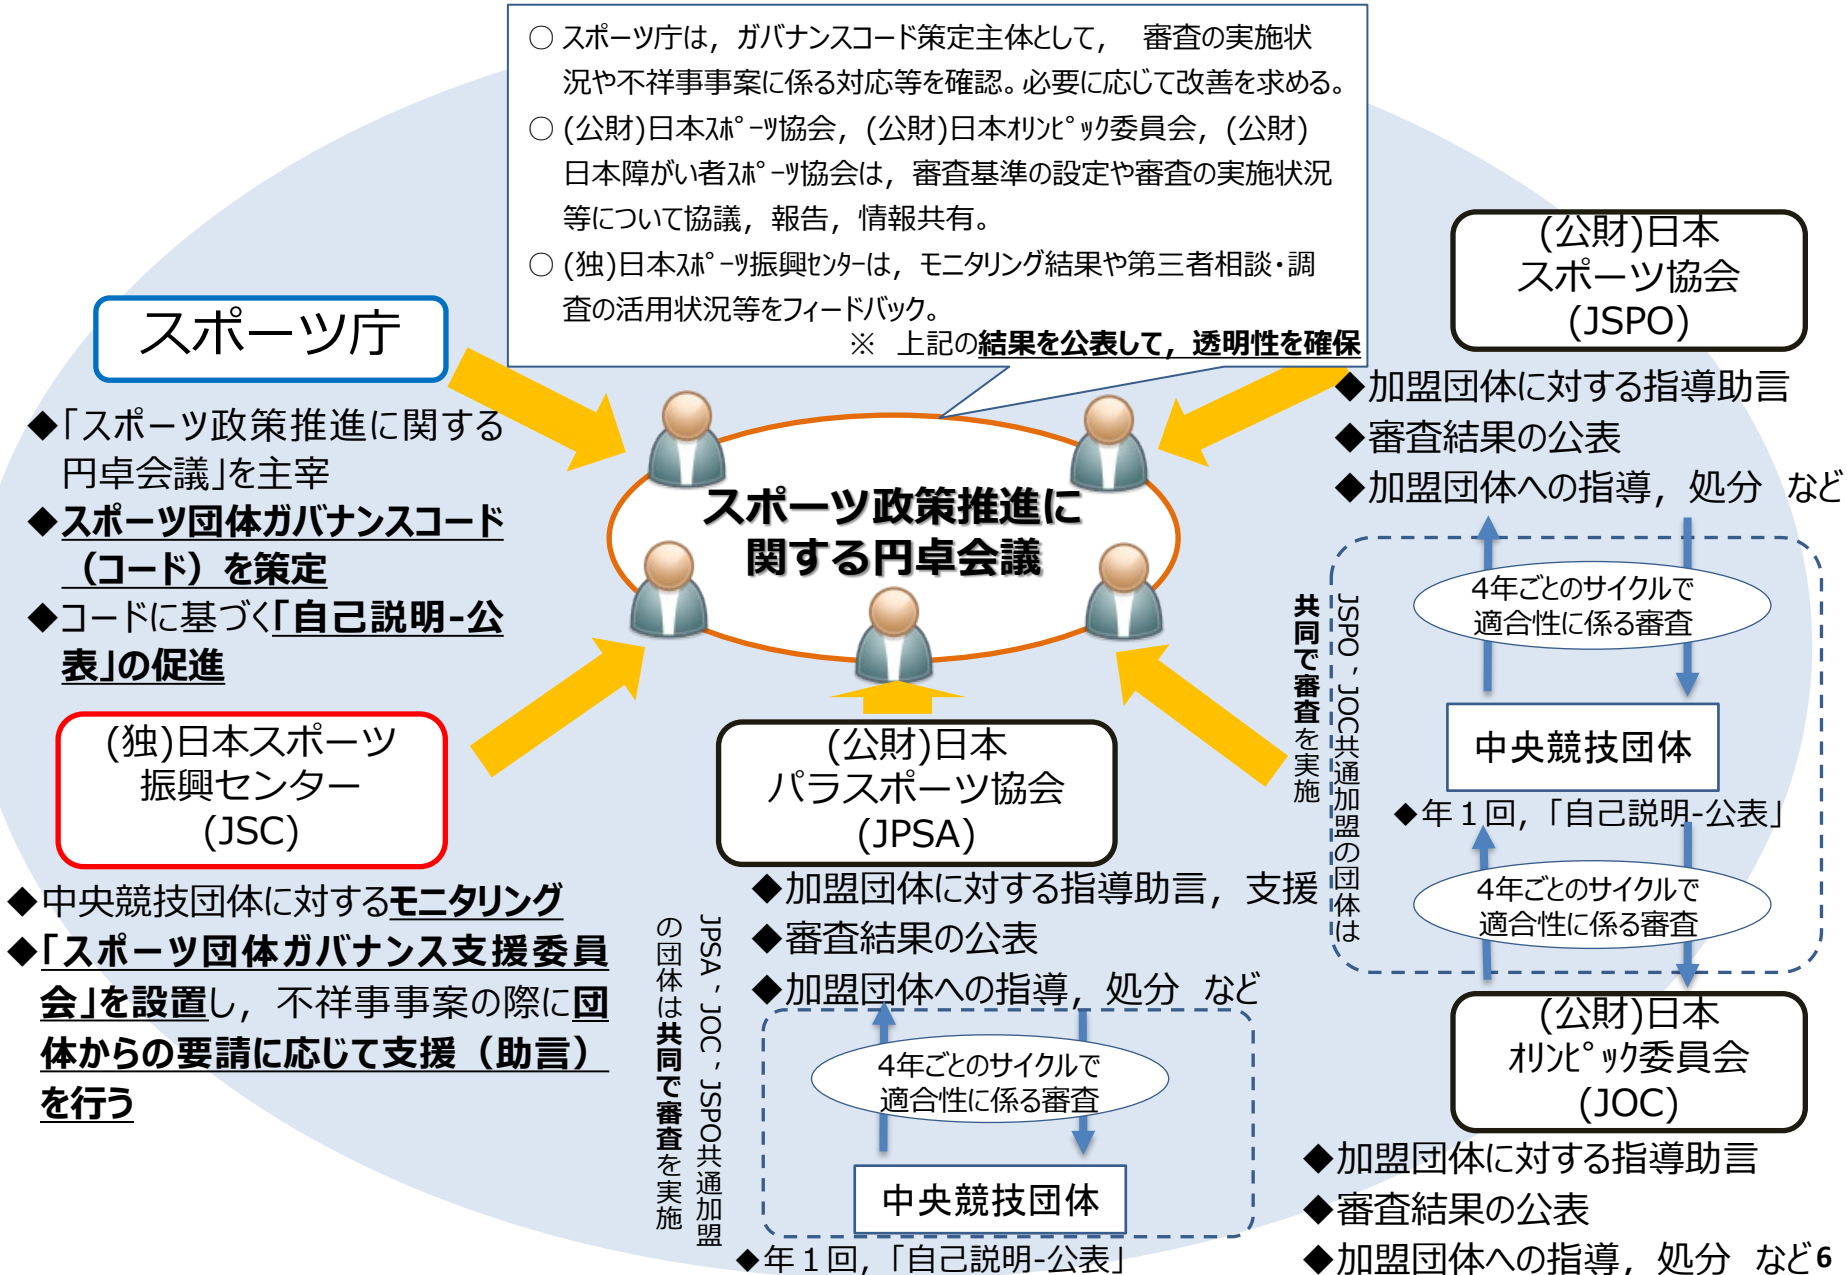 ○ スポーツ庁は，ガバナンスコード策定主体として，　審査の実施状
況や不祥事事案に係る対応等を確認。必要に応じて改善を求める。
○ (公財)日本ｽﾎﾟｰﾂ協会，(公財)日本ｵﾘﾝﾋﾟｯｸ委員会，(公財)
日本障がい者ｽﾎﾟｰﾂ協会は，審査基準の設定や審査の実施状況
等について協議，報告，情報共有。
○ (独)日本ｽﾎﾟｰﾂ振興ｾﾝﾀｰは，モニタリング結果や第三者相談・調
査の活用状況等をフィードバック。
※　上記の結果を公表して，透明性を確保
スポーツ庁
◆「スポーツ政策推進に関する
円卓会議」を主宰
◆スポーツ団体ガバナンスコード
（コード）を策定
◆コードに基づく「自己説明-公
表」の促進
スポーツ政策推進に
関する円卓会議
(公財)日本
スポーツ協会
(JSPO)
◆加盟団体に対する指導助言
◆審査結果の公表
◆加盟団体への指導，処分　など
4年ごとのサイクルで
適合性に係る審査
JSPO、JOC共通加盟の団体は
共同で審査を実施
中央競技団体
◆年１回，「自己説明-公表」
4年ごとのサイクルで
適合性に係る審査
(公財)日本
ｵﾘﾝﾋﾟｯｸ委員会
(JOC)
◆加盟団体に対する指導助言
◆審査結果の公表
◆加盟団体への指導，処分　など
(独)日本スポーツ
振興センター
(JSC)
◆中央競技団体に対するモニタリング
◆「スポーツ団体ガバナンス支援委員
会」を設置し，不祥事事案の際に団
体からの要請に応じて支援（助言）
を行う
(公財)日本
パラスポーツ協会
(JPSA)
◆加盟団体に対する指導助言，支援
◆審査結果の公表
◆加盟団体への指導，処分　など
JPSA、JOC、JSPO共通加盟
の団体は共同で審査を実施
4年ごとのサイクルで
適合性に係る審査
中央競技団体
◆年１回，「自己説明-公表」
6